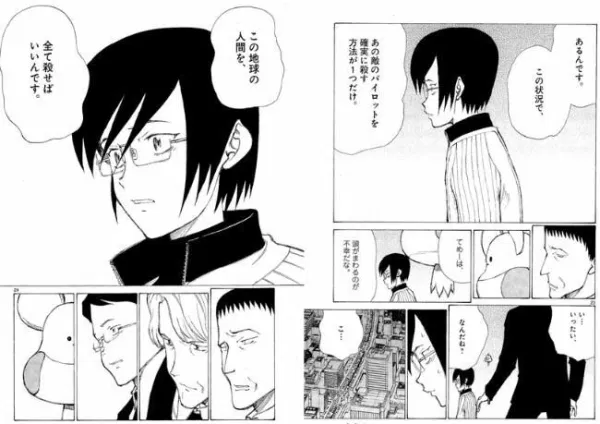 あるんです。
この状況で、
あの敵のパイロットを
確実に殺す
方法が1つだけ。
てめーは、
頭がまわるのが
不幸だな。
い…
いったい、
なんだね?
こ…
この地球の
人間を、
全て殺せば
いいんです。